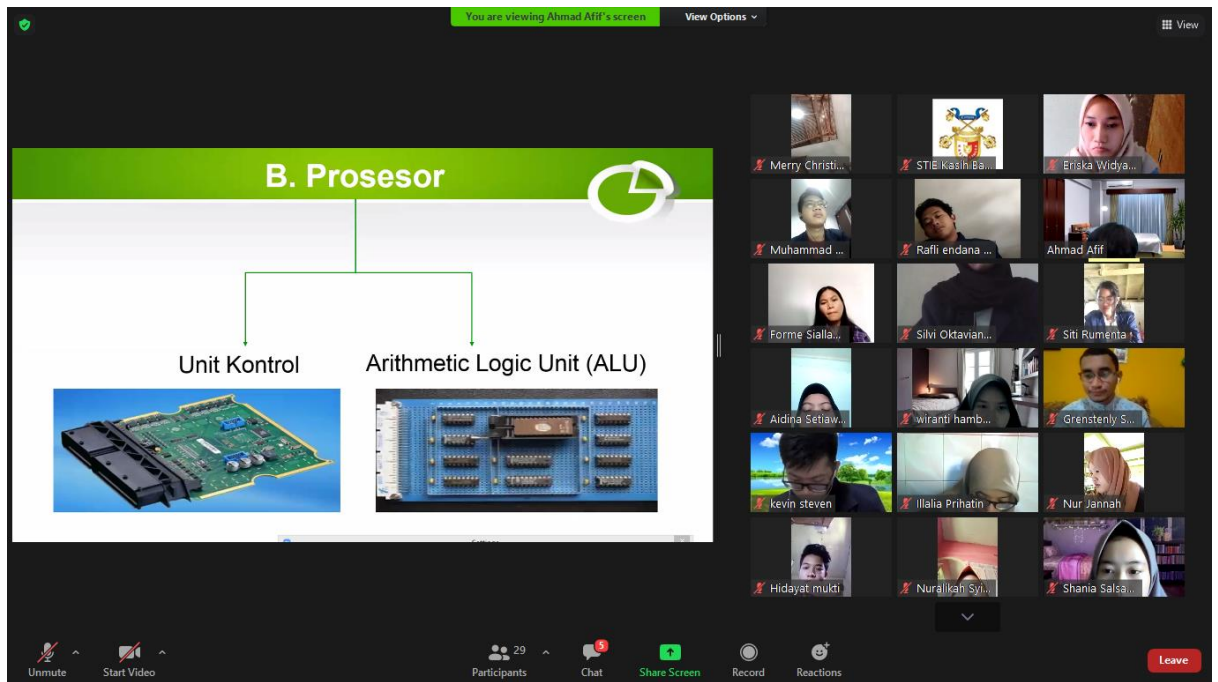 You are viewing Ahmad Afif's screen
View Options
View
B. Prosesor
Unit Kontrol
Arithmetic Logic Unit (ALU)
Merry Christi...
STIE Kasih Ba...
Eriska Widya...
Muhammad ...
Rafli endana ...
Ahmad Afif
Forme Sialla...
Silvi Oktavian...
Siti Rumenta
Aidina Setiaw...
wiranti hamb...
Grenstenly S...
kevin steven
Illalia Prihatin
Nur Jannah
Hidayat mukti
Nuralikah Syi...
Shania Salsa...
Unmute
Start Video
29
Participants
5
Chat
Share Screen
Record
Reactions
Leave